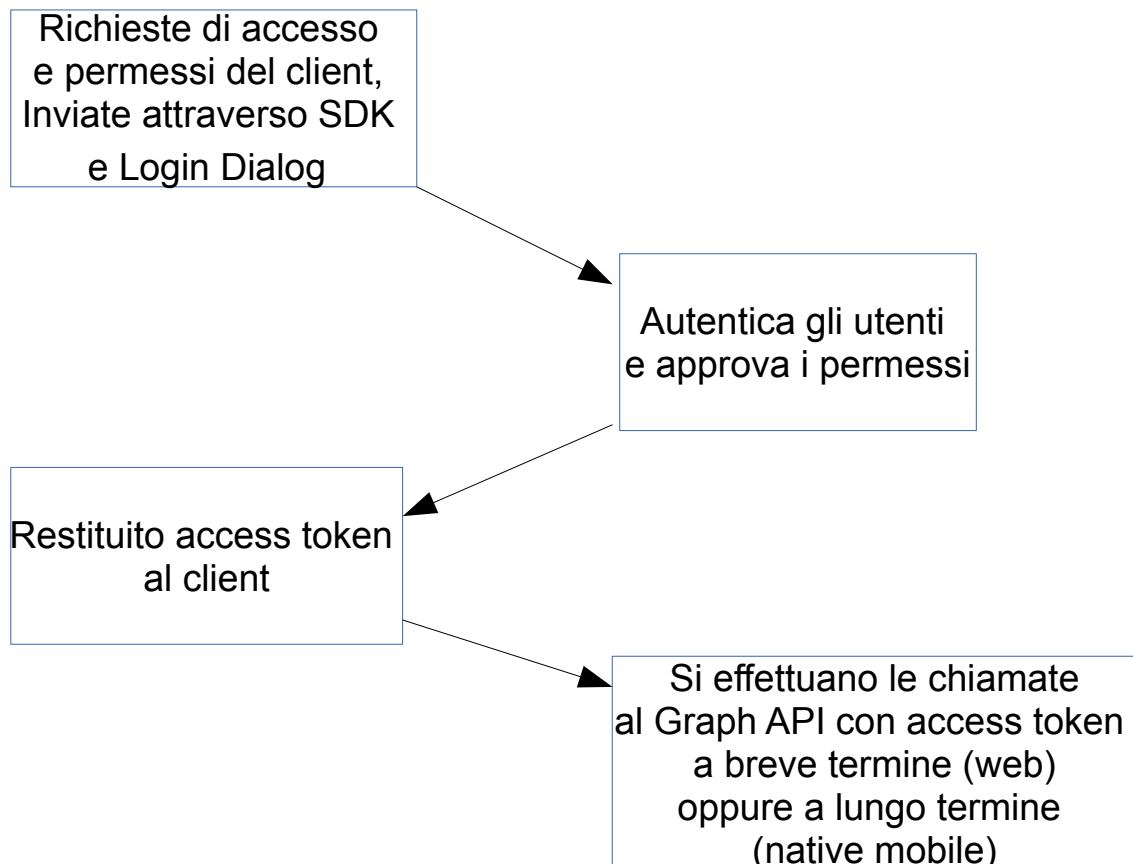 Richieste di accesso
e permessi del client,
Inviate attraverso SDK
e Login Dialog
Autentica gli utenti
e approva i permessi
Restituito access token
al client
Si effettuano le chiamate
al Graph API con access token
a breve termine (web)
oppure a lungo termine
(native mobile)